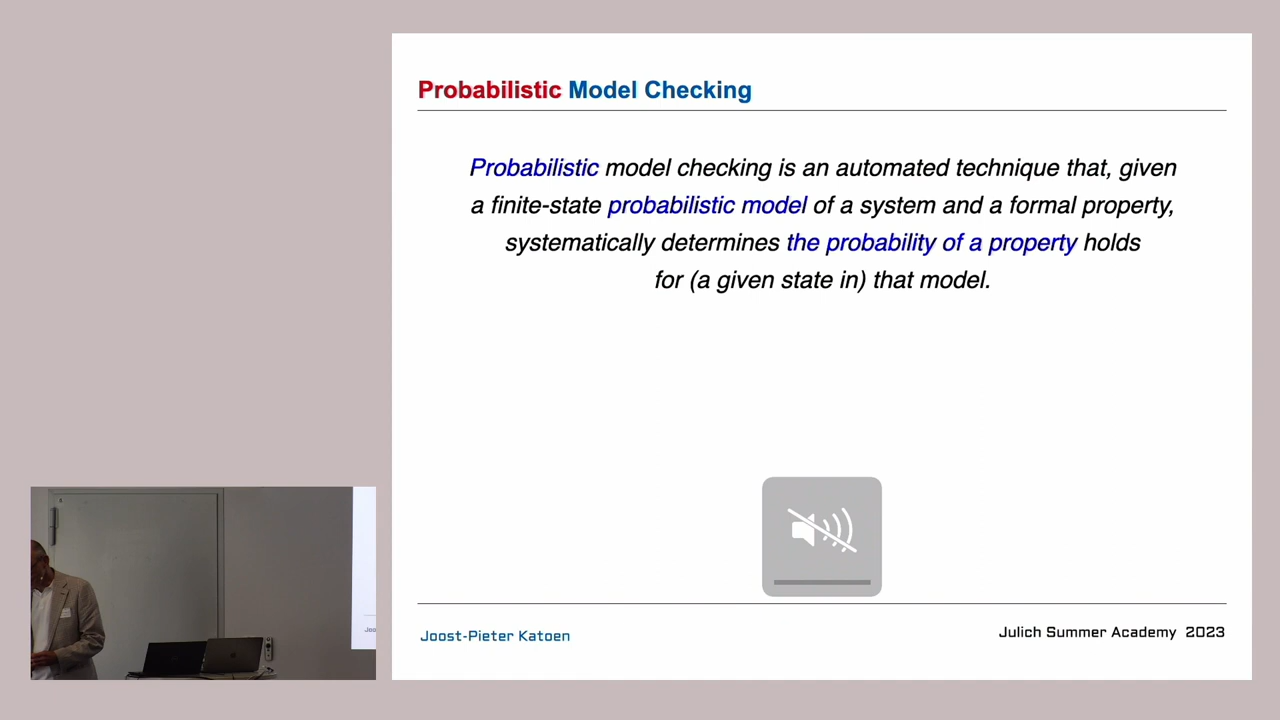 Probabilistic Model Checking
Probabilistic model checking is an automated technique that, given
a finite-state probabilistic model of a system and a formal property,
systematically determines the probability of a property holds
for (a given state in) that model.
Joost-Pieter Katoen
Julich Summer Academy 2023